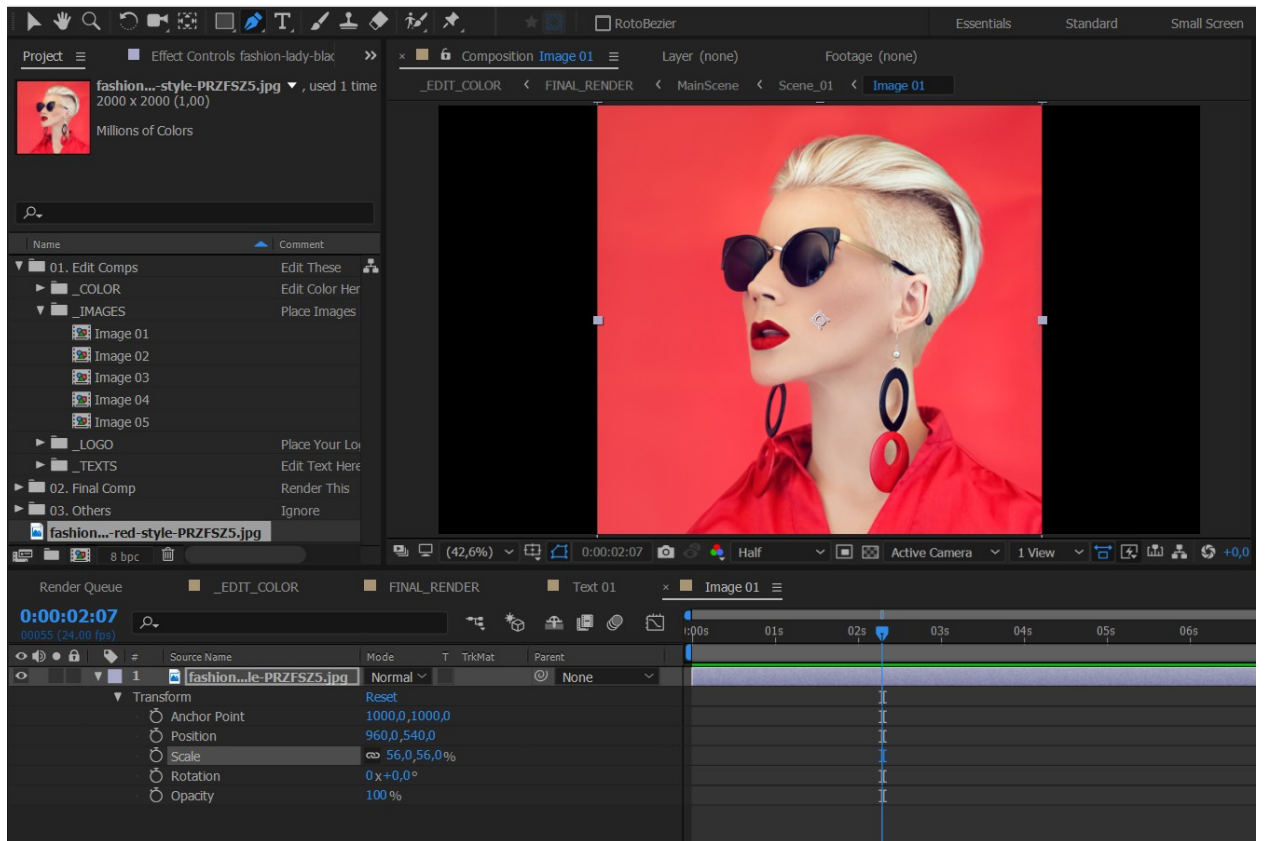 RotoBezier Essentials Standard Small Screen
Project Effect Controls fashion-lady-blac Composition Image 01 Layer (none) Footage (none)
fashion...-style-PRZFSZ5.jpg , used 1 time
2000 x 2000 (1,00)
Millions of Colors
_EDIT_COLOR FINAL_RENDER MainScene Scene_01 Image 01
Name Comment
01. Edit Comps Edit These
_COLOR Edit Color Her
_IMAGES Place Images
Image 01
Image 02
Image 03
Image 04
Image 05
_LOGO Place Your Lo
_TEXTS Edit Text Here
02. Final Comp Render This
03. Others Ignore
fashion...-red-style-PRZFSZ5.jpg
8 bpc
(42,6%) 0:00:02:07 Half Active Camera 1 View +0,0
Render Queue _EDIT_COLOR FINAL_RENDER Text 01 × Image 01
0:00:02:07
00055 (24.00 fps)
):00s 01s 02s 03s 04s 05s 06s
# Source Name Mode T TrkMat Parent
1 fashion...le-PRZFSZ5.jpg Normal None
Transform Reset
Anchor Point 1000,0,1000,0
Position 960,0,540,0
Scale 56,0,56,0%
Rotation 0x+0,0°
Opacity 100%